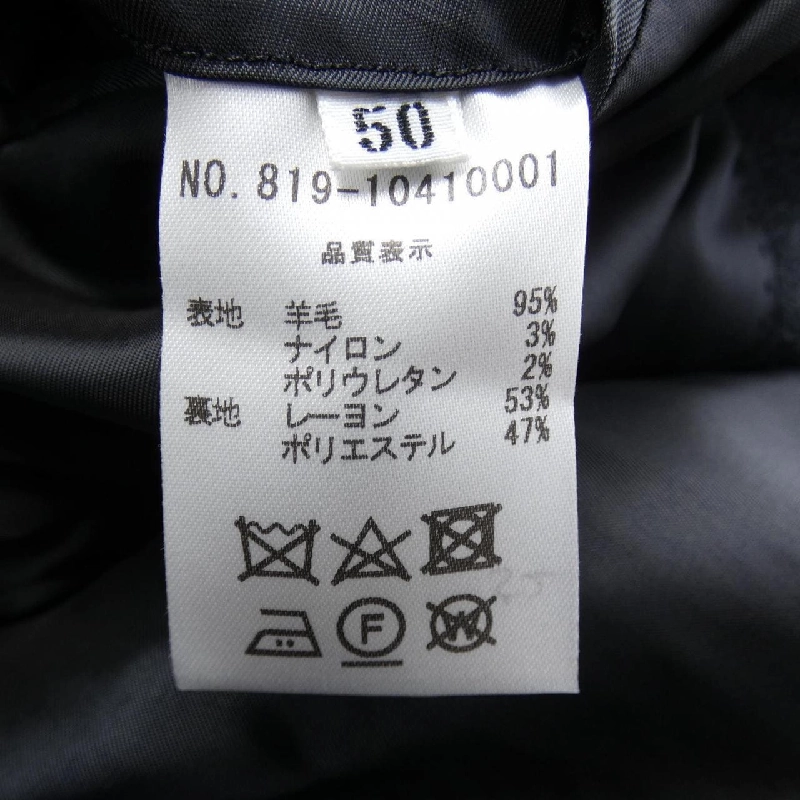 50
NO. 819-10410001
品質表示
表地 羊毛 95%
ナイロン 3%
ポリウレタン 2%
裏地 レーヨン 53%
ポリエステル 47%
F
W